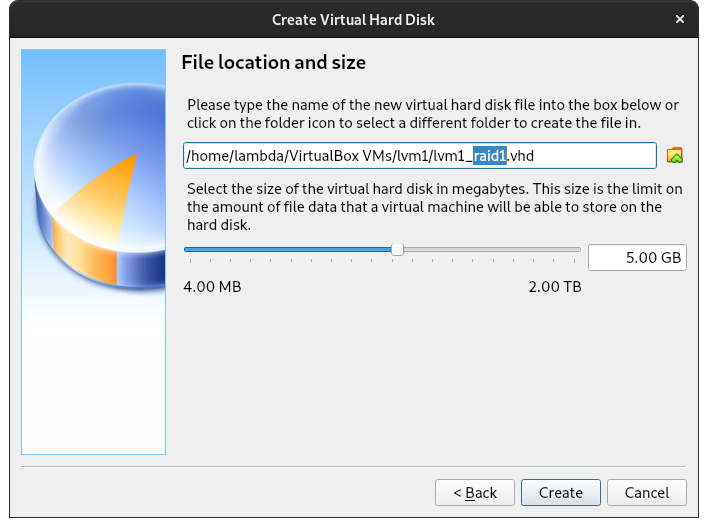 Create Virtual Hard Disk
×
File location and size
Please type the name of the new virtual hard disk file into the box below or
click on the folder icon to select a different folder to create the file in.
/home/lambda/VirtualBox VMs/lvm1/lvm1_raid1.vhd
Select the size of the virtual hard disk in megabytes. This size is the limit on
the amount of file data that a virtual machine will be able to store on the
hard disk.
5.00 GB
4.00 MB 2.00 TB
< Back Create Cancel